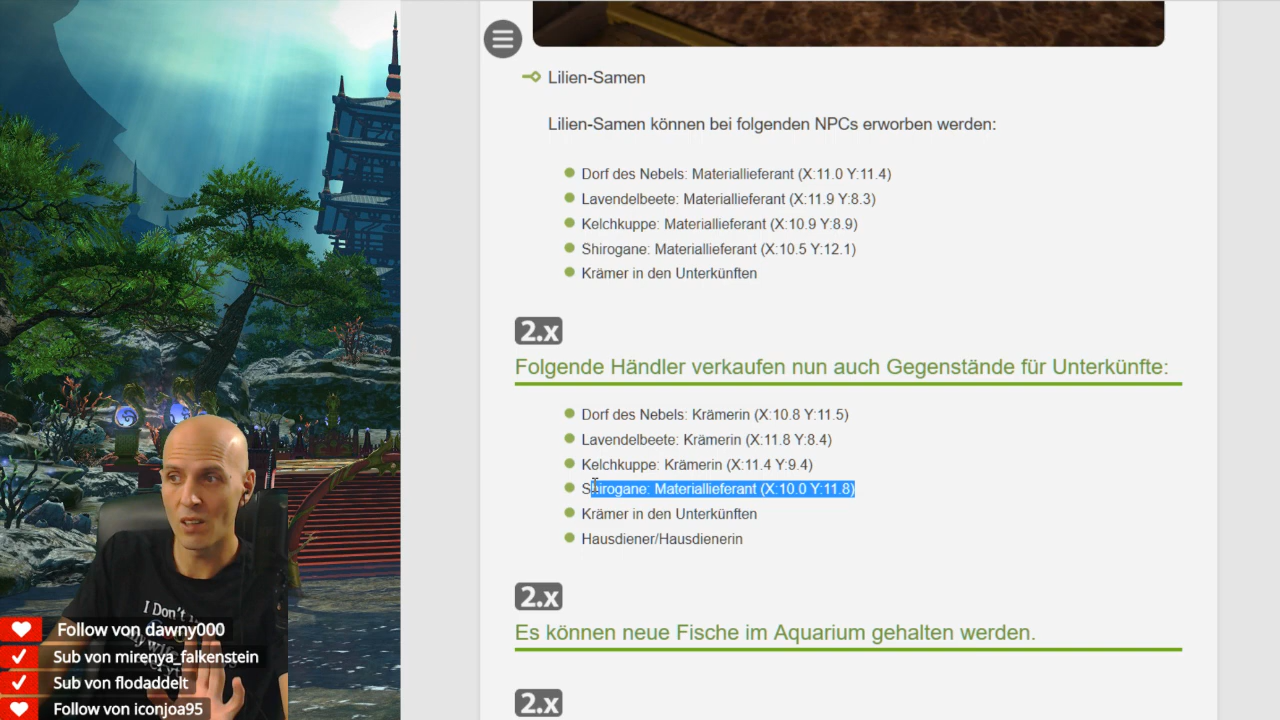 Lilien-Samen
Lilien-Samen können bei folgenden NPCs erworben werden:
Dorf des Nebels: Materiallieferant (X:11.0 Y:11.4)
Lavendelbeete: Materiallieferant (X:11.9 Y:8.3)
Kelchkuppe: Materiallieferant (X:10.9 Y:8.9)
Shirogane: Materiallieferant (X:10.5 Y:12.1)
Krämer in den Unterkünften
2.x
Folgende Händler verkaufen nun auch Gegenstände für Unterkünfte:
Dorf des Nebels: Krämerin (X:10.8 Y:11.5)
Lavendelbeete: Krämerin (X:11.8 Y:8.4)
Kelchkuppe: Krämerin (X:11.4 Y:9.4)
Shirogane: Materiallieferant (X:10.0 Y:11.8)
Krämer in den Unterkünften
Hausdiener/Hausdienerin
2.x
Es können neue Fische im Aquarium gehalten werden.
2.x
I Don't
Follow von dawny000
Sub von mirenya_falkenstein
Sub von flodaddelt
Follow von iconjoa95